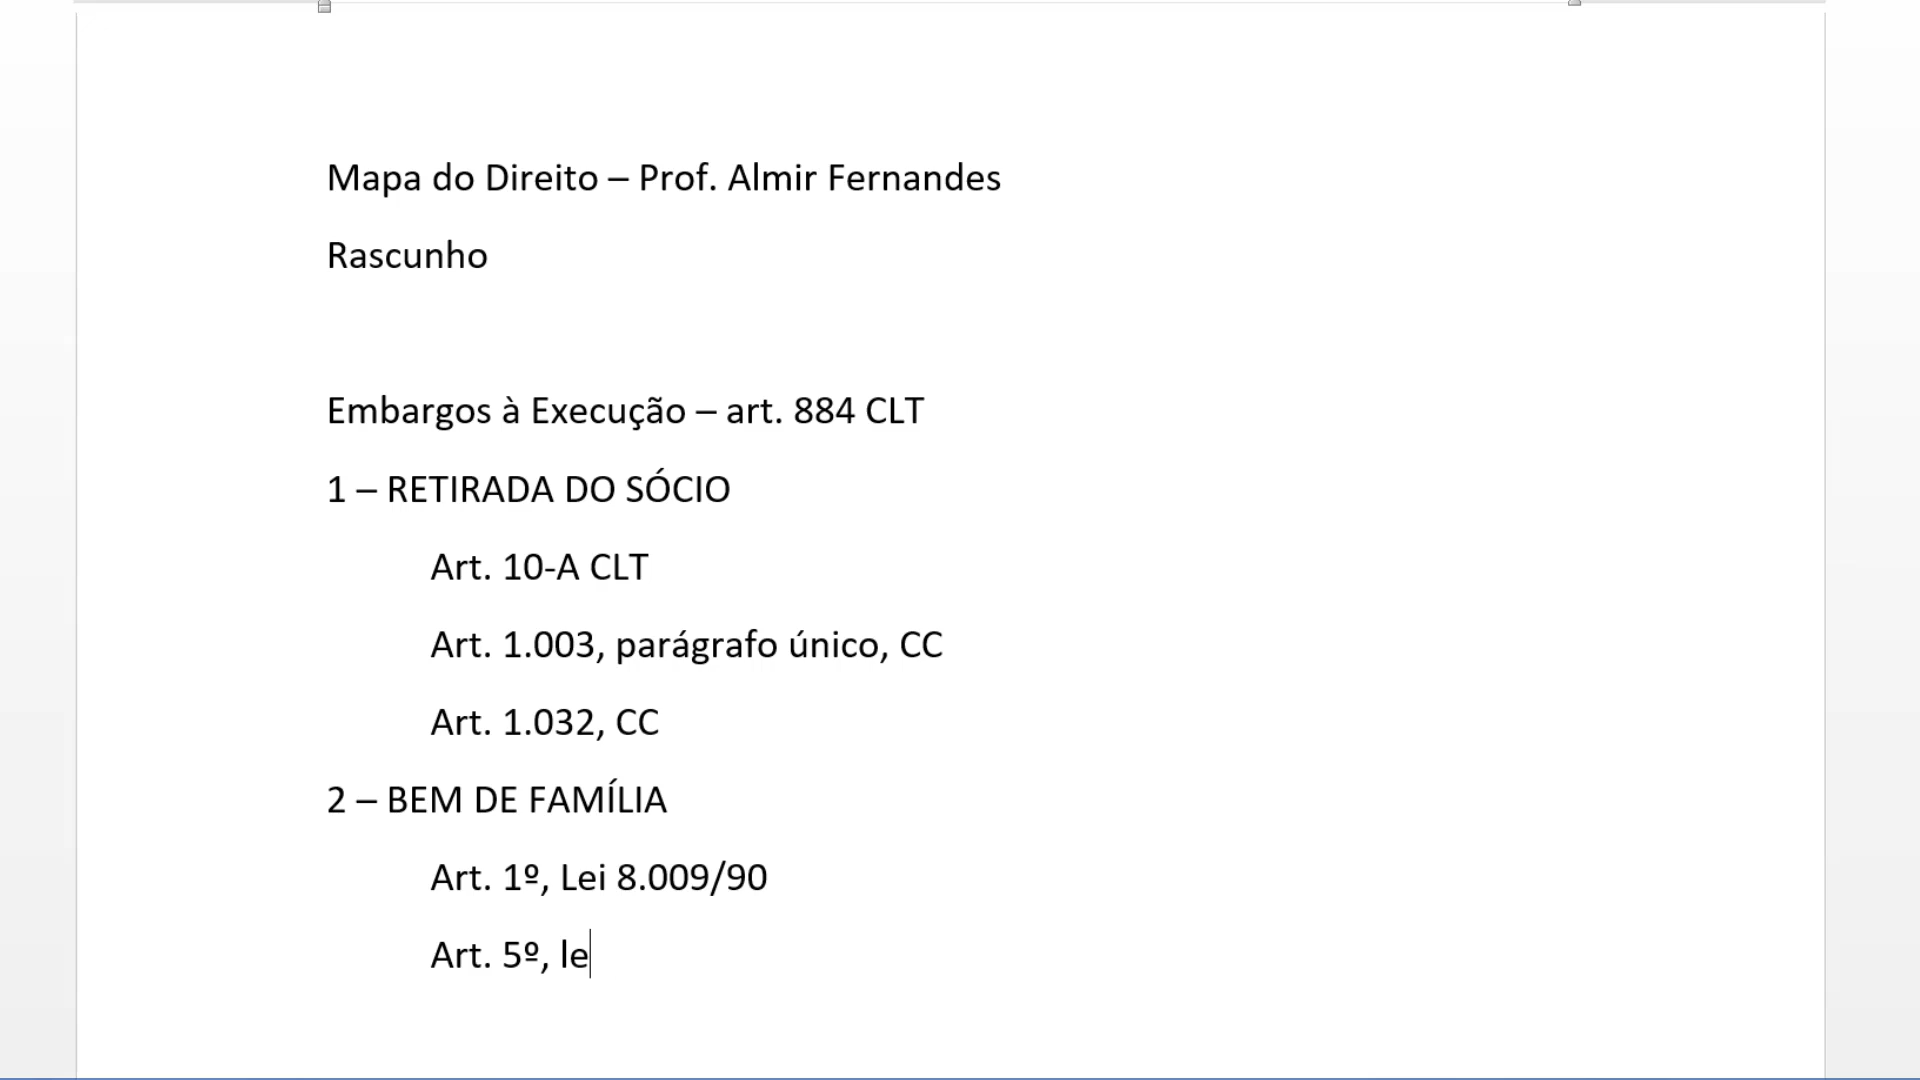 Mapa do Direito – Prof. Almir Fernandes
Rascunho
Embargos à Execução – art. 884 CLT
1 – RETIRADA DO SÓCIO
Art. 10-A CLT
Art. 1.003, parágrafo único, CC
Art. 1.032, CC
2 – BEM DE FAMÍLIA
Art. 1º, Lei 8.009/90
Art. 5º, le